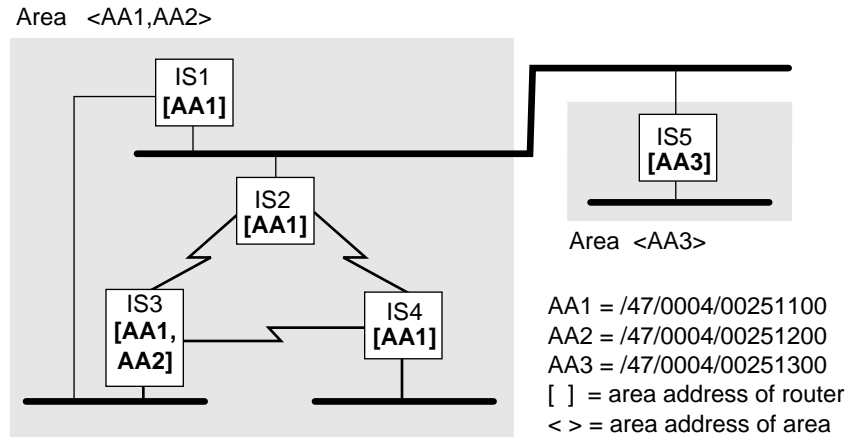 Area <AA1,AA2>
IS1
[AA1]
IS2
[AA1]
IS3
[AA1,
AA2]
IS4
[AA1]
IS5
[AA3]
Area <AA3>
AA1 = /47/0004/00251100
AA2 = /47/0004/00251200
AA3 = /47/0004/00251300
[ ] = area address of router
< > = area address of area